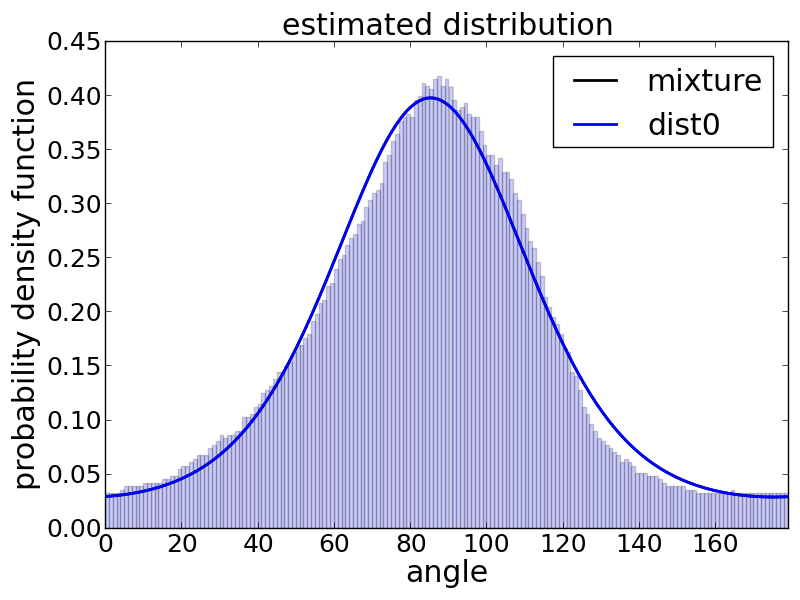 estimated distribution
mixture
dist0
probability density function
0.45
0.40
0.35
0.30
0.25
0.20
0.15
0.10
0.05
0.00
0 20 40 60 80 100 120 140 160
angle